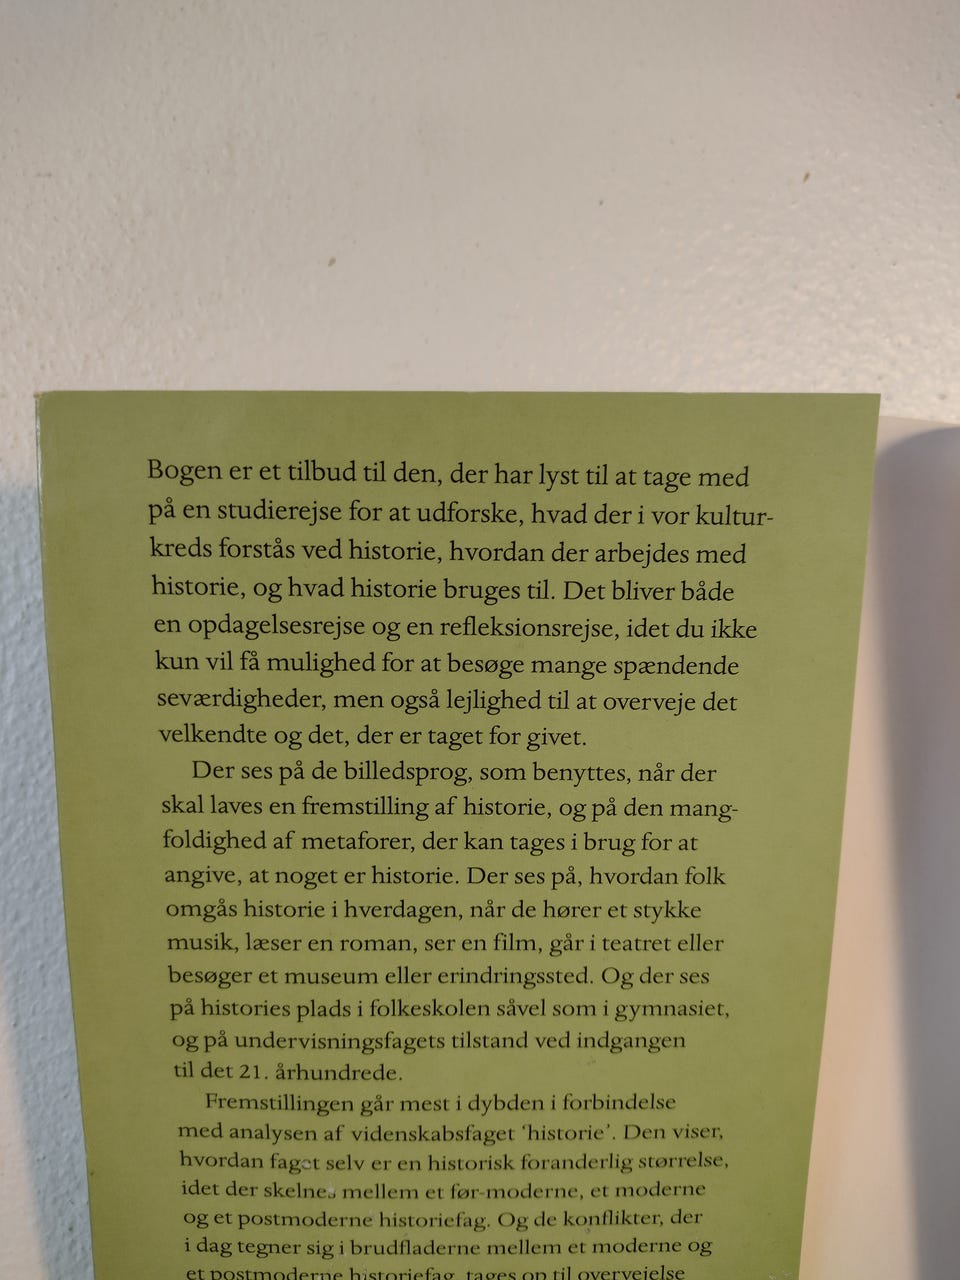 Bogen er et tilbud til den, der har lyst til at tage med
på en studierejse for at udforske, hvad der i vor kultur-
kreds forstås ved historie, hvordan der arbejdes med
historie, og hvad historie bruges til. Det bliver både
en opdagelsesrejse og en refleksionsrejse, idet du ikke
kun vil få mulighed for at besøge mange spændende
seværdigheder, men også lejlighed til at overveje det
velkendte og det, der er taget for givet.
Der ses på de billedsprog, som benyttes, når der
skal laves en fremstilling af historie, og på den mang-
foldighed af metaforer, der kan tages i brug for at
angive, at noget er historie. Der ses på, hvordan folk
omgås historie i hverdagen, når de hører et stykke
musik, læser en roman, ser en film, går i teatret eller
besøger et museum eller erindringssted. Og der ses
på histories plads i folkeskolen såvel som i gymnasiet,
og på undervisningsfagets tilstand ved indgangen
til det 21. århundrede.
Fremstillingen går mest i dybden i forbindelse
med analysen af videnskabsfaget 'historie'. Den viser,
hvordan faget selv er en historisk foranderlig størrelse,
idet der skelnes mellem et før-moderne, et moderne
og et postmoderne historiefag. Og de konflikter, der
i dag tegner sig i brudfladerne mellem et moderne og
et postmoderne historiefag, tages op til overvejelse